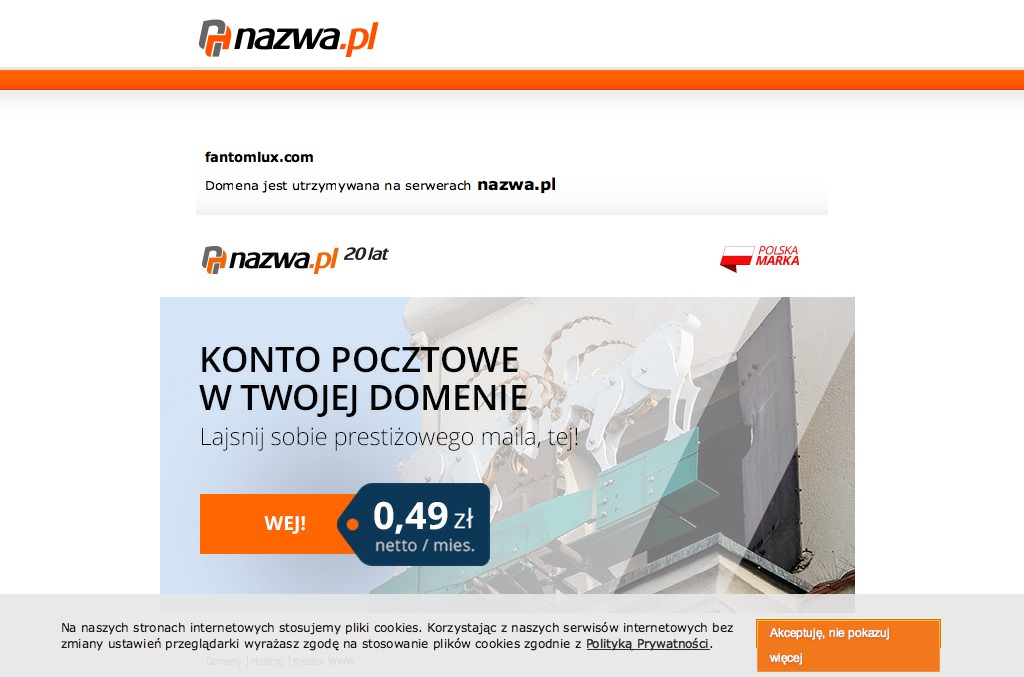 nazwa.pl
fantomlux.com
Domena jest utrzymywana na serwerach nazwa.pl
nazwa.pl 20 lat
POLSKA
MARKA
KONTO POCZTOWE
W TWOJEJ DOMENIE
Lajsnij sobie prestiżowego maila, tej!
WEJ!
0,49 zł
netto / mies.
Na naszych stronach internetowych stosujemy pliki cookies. Korzystając z naszych serwisów internetowych bez
zmiany ustawień przeglądarki wyrażasz zgodę na stosowanie plików cookies zgodnie z Polityką Prywatności.
Akceptuję, nie pokazuj
więcej
Domeny | Hosting | Kreator WWW